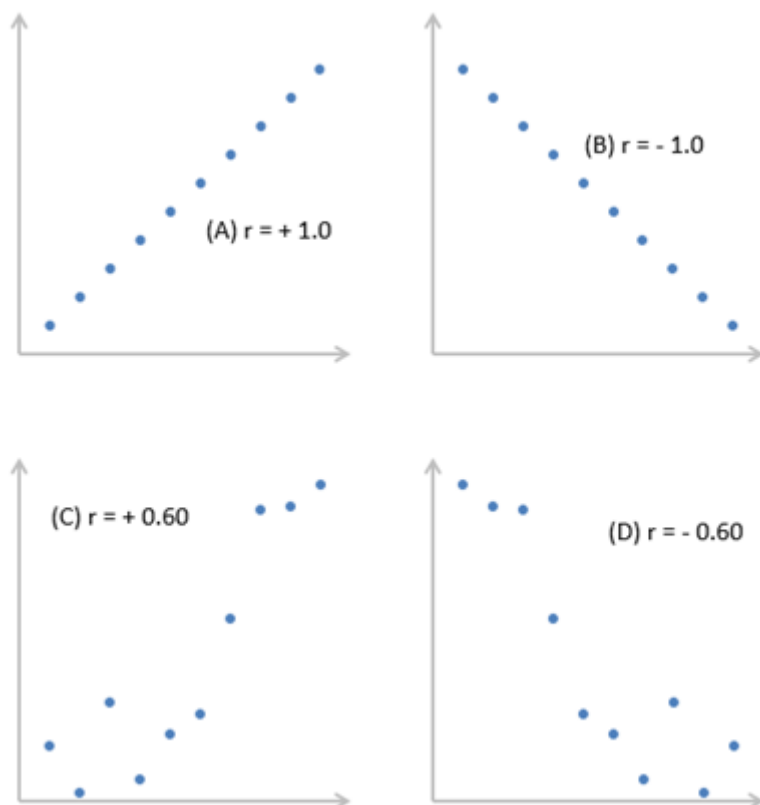 (A) r = + 1.0
(B) r = - 1.0
(C) r = + 0.60
(D) r = - 0.60